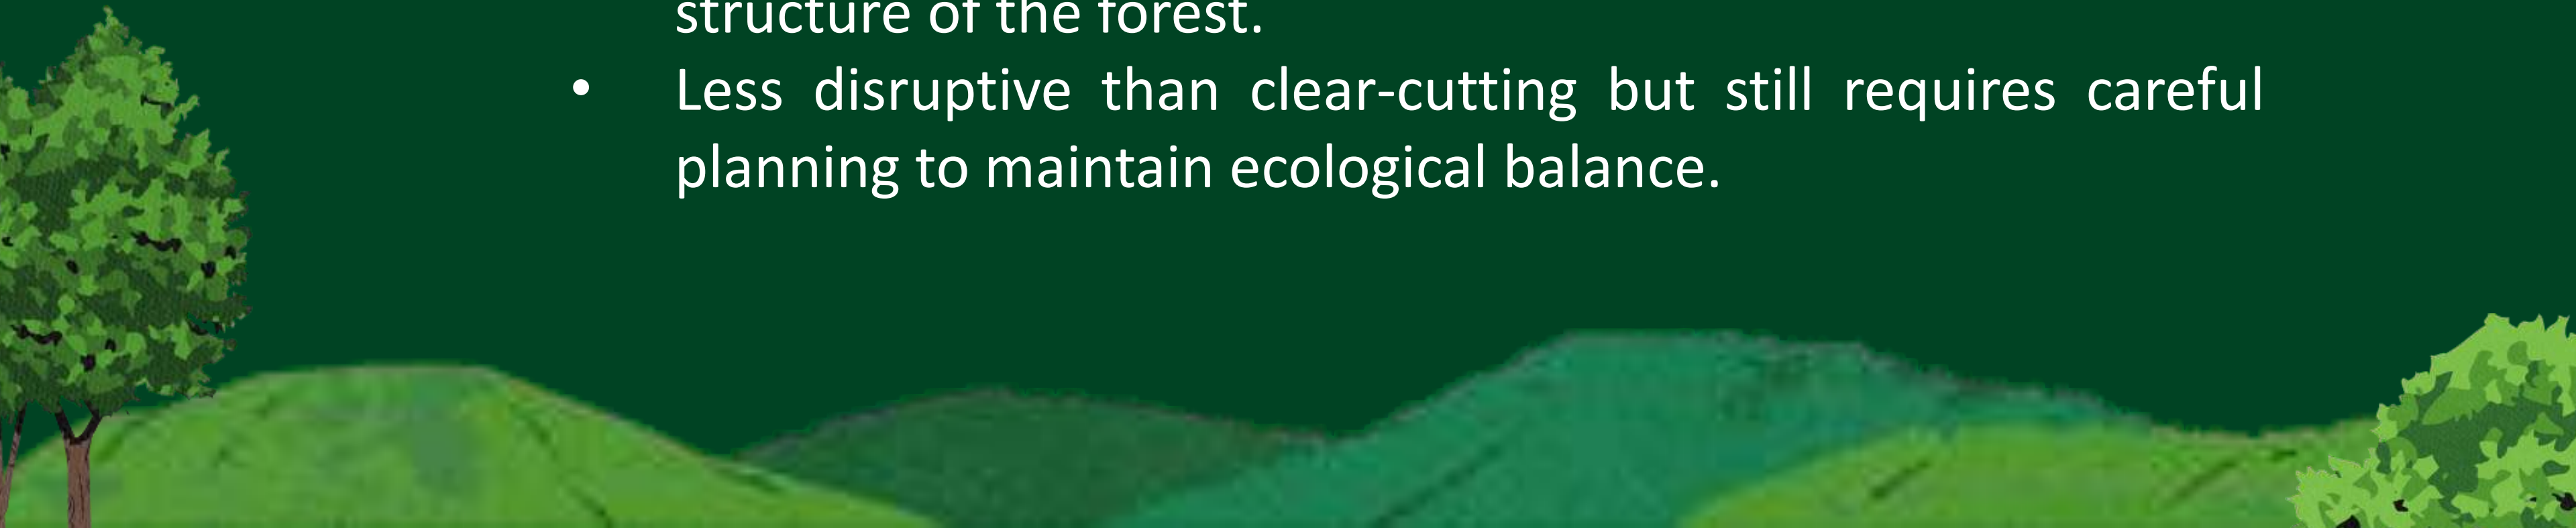 structure of the forest.
• Less disruptive than clear-cutting but still requires careful
planning to maintain ecological balance.